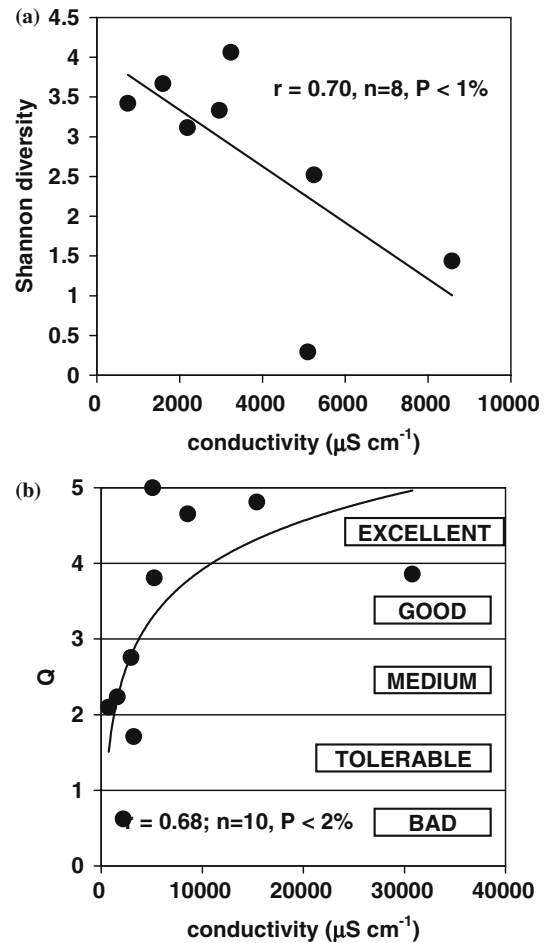 (a)
4.5
4
3.5
3
2.5
2
1.5
1
0.5
0
Shannon diversity
r = 0.70, n=8, P < 1%
0 2000 4000 6000 8000 10000
conductivity (μS cm⁻¹)
(b)
5
4
3
2
1
0
Q
EXCELLENT
GOOD
MEDIUM
TOLERABLE
BAD
r = 0.68; n=10, P < 2%
0 10000 20000 30000 40000
conductivity (μS cm⁻¹)